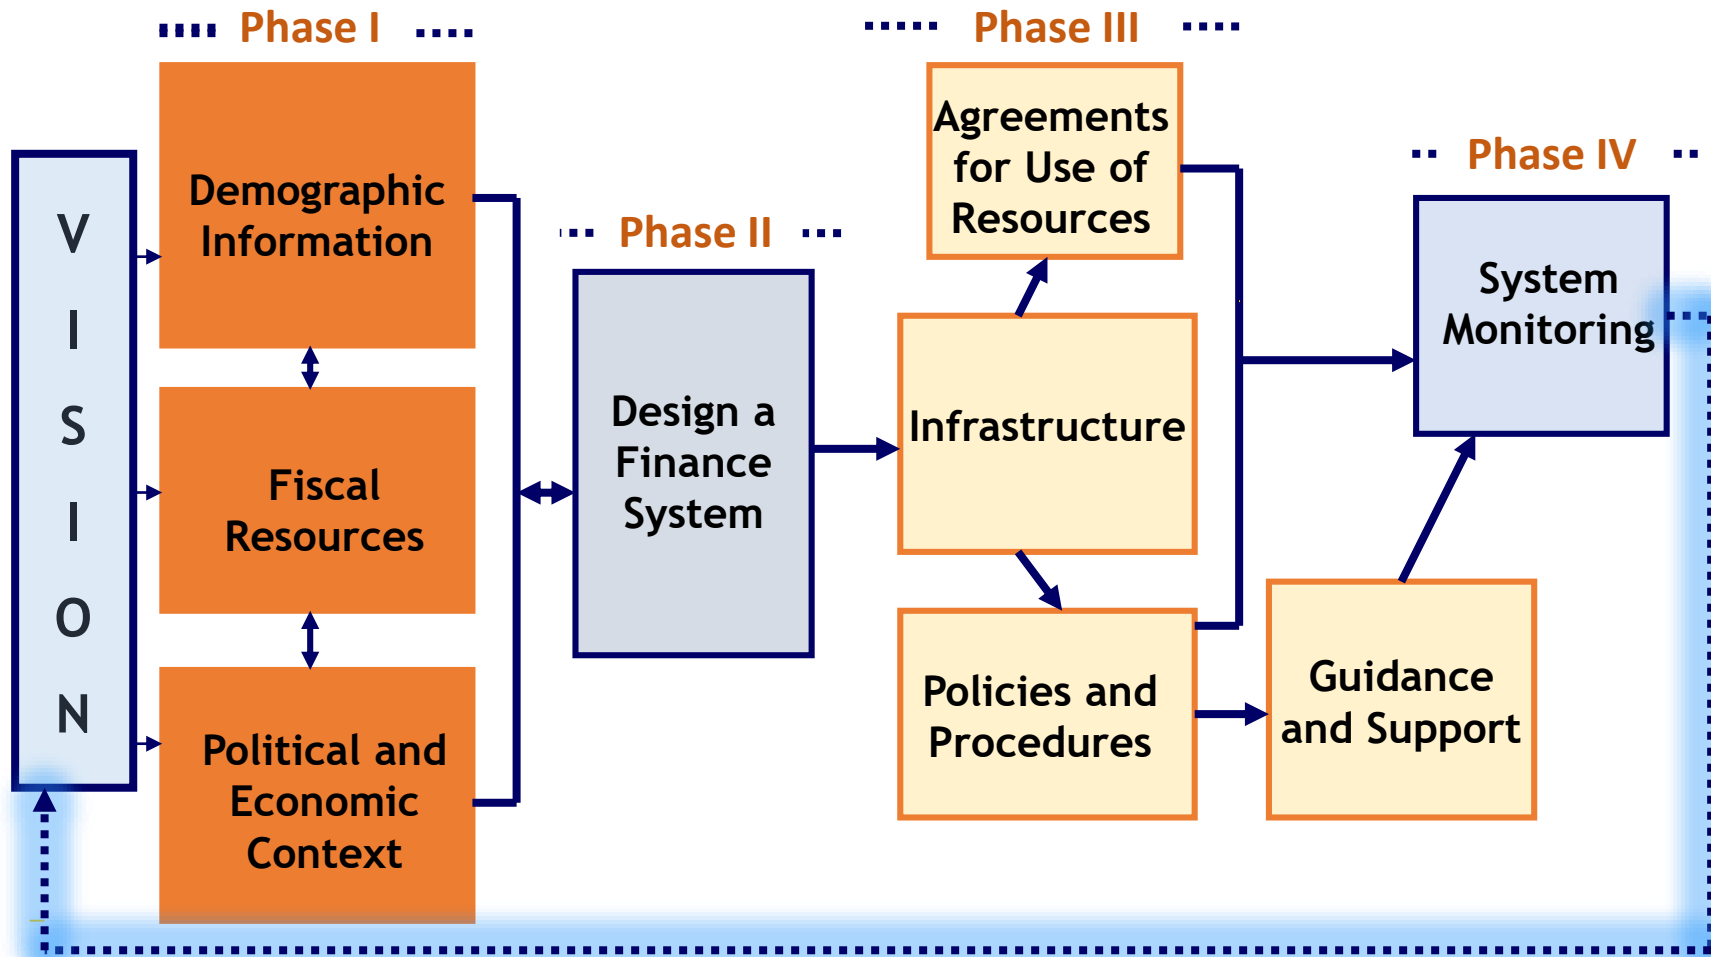 Phase I
Phase III
Phase IV
Phase II
V
I
S
I
O
N
Demographic
Information
Fiscal
Resources
Political and
Economic
Context
Design a
Finance
System
Agreements
for Use of
Resources
Infrastructure
Policies and
Procedures
Guidance
and Support
System
Monitoring